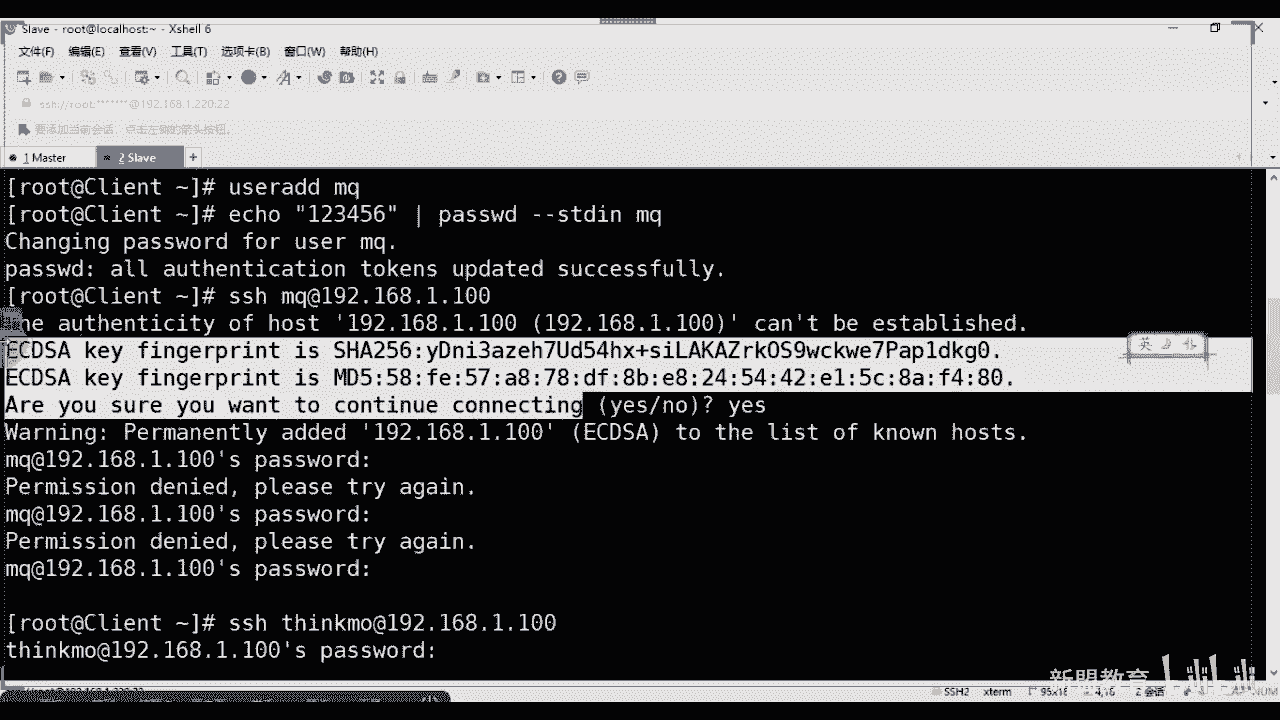 Slave - root@localhost:~ - Xshell 6
文件(F) 编辑(E) 查看(V) 工具(T) 选项卡(B) 窗口(W) 帮助(H)
ssh://root:*******@192.168.1.220:22
要添加当前会话，点击左侧的箭头按钮。
1 Master 2 Slave +
[root@Client ~]# useradd mq
[root@Client ~]# echo "123456" | passwd --stdin mq
Changing password for user mq.
passwd: all authentication tokens updated successfully.
[root@Client ~]# ssh mq@192.168.1.100
he authenticity of host '192.168.1.100 (192.168.1.100)' can't be established.
ECDSA key fingerprint is SHA256:yDni3azeh7Ud54hx+siLAKAZrkOS9wckwe7Pap1dkg0.
ECDSA key fingerprint is MD5:58:fe:57:a8:78:df:8b:e8:24:54:42:e1:5c:8a:f4:80.
Are you sure you want to continue connecting (yes/no)? yes
Warning: Permanently added '192.168.1.100' (ECDSA) to the list of known hosts.
mq@192.168.1.100's password:
Permission denied, please try again.
mq@192.168.1.100's password:
Permission denied, please try again.
mq@192.168.1.100's password:
[root@Client ~]# ssh thinkmo@192.168.1.100
thinkmo@192.168.1.100's password:
英
新盟教育
SSH2 xterm 2 会话 NUM